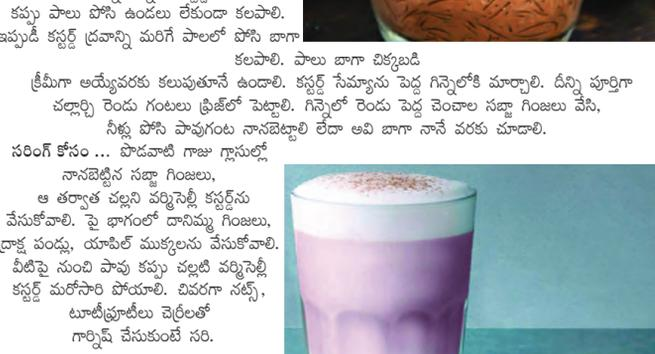 కప్పు పాలు పోసి ఉండలు లేకుండా కలపాలి.
ఇప్పుడీ కస్టర్డ్ ద్రవాన్ని మరిగే పాలలో పోసి బాగా
కలపాలి. పాలు బాగా చిక్కబడి
క్రీమీగా అయ్యేవరకు కలుపుతూనే ఉండాలి. కస్టర్డ్ సేమ్యాను పెద్ద గిన్నెలోకి మార్చాలి. దీన్ని పూర్తిగా
చల్లార్చి రెండు గంటలు ఫ్రిజ్‌లో పెట్టాలి. గిన్నెలో రెండు పెద్ద చెంచాల సబ్జా గింజలు వేసి,
నీళ్లు పోసి పావుగంట నానబెట్టాలి లేదా అవి బాగా నానే వరకు చూడాలి.
సరింగ్ కోసం ... పొడవాటి గాజు గ్లాసుల్లో
నానబెట్టిన సబ్జా గింజలు,
ఆ తర్వాత చల్లని వర్మిసెల్లీ కస్టర్డ్‌ను
వేసుకోవాలి. పై భాగంలో దానిమ్మ గింజలు,
ద్రాక్ష పండ్లు, యాపిల్ ముక్కలను వేసుకోవాలి.
వీటిపై నుంచి పావు కప్పు చల్లటి వర్మిసెల్లీ
కస్టర్డ్ మరోసారి పోయాలి. చివరగా నట్స్,
టూటీఫ్రూటీలు చెర్రీలతో
గార్నిష్ చేసుకుంటే సరి.